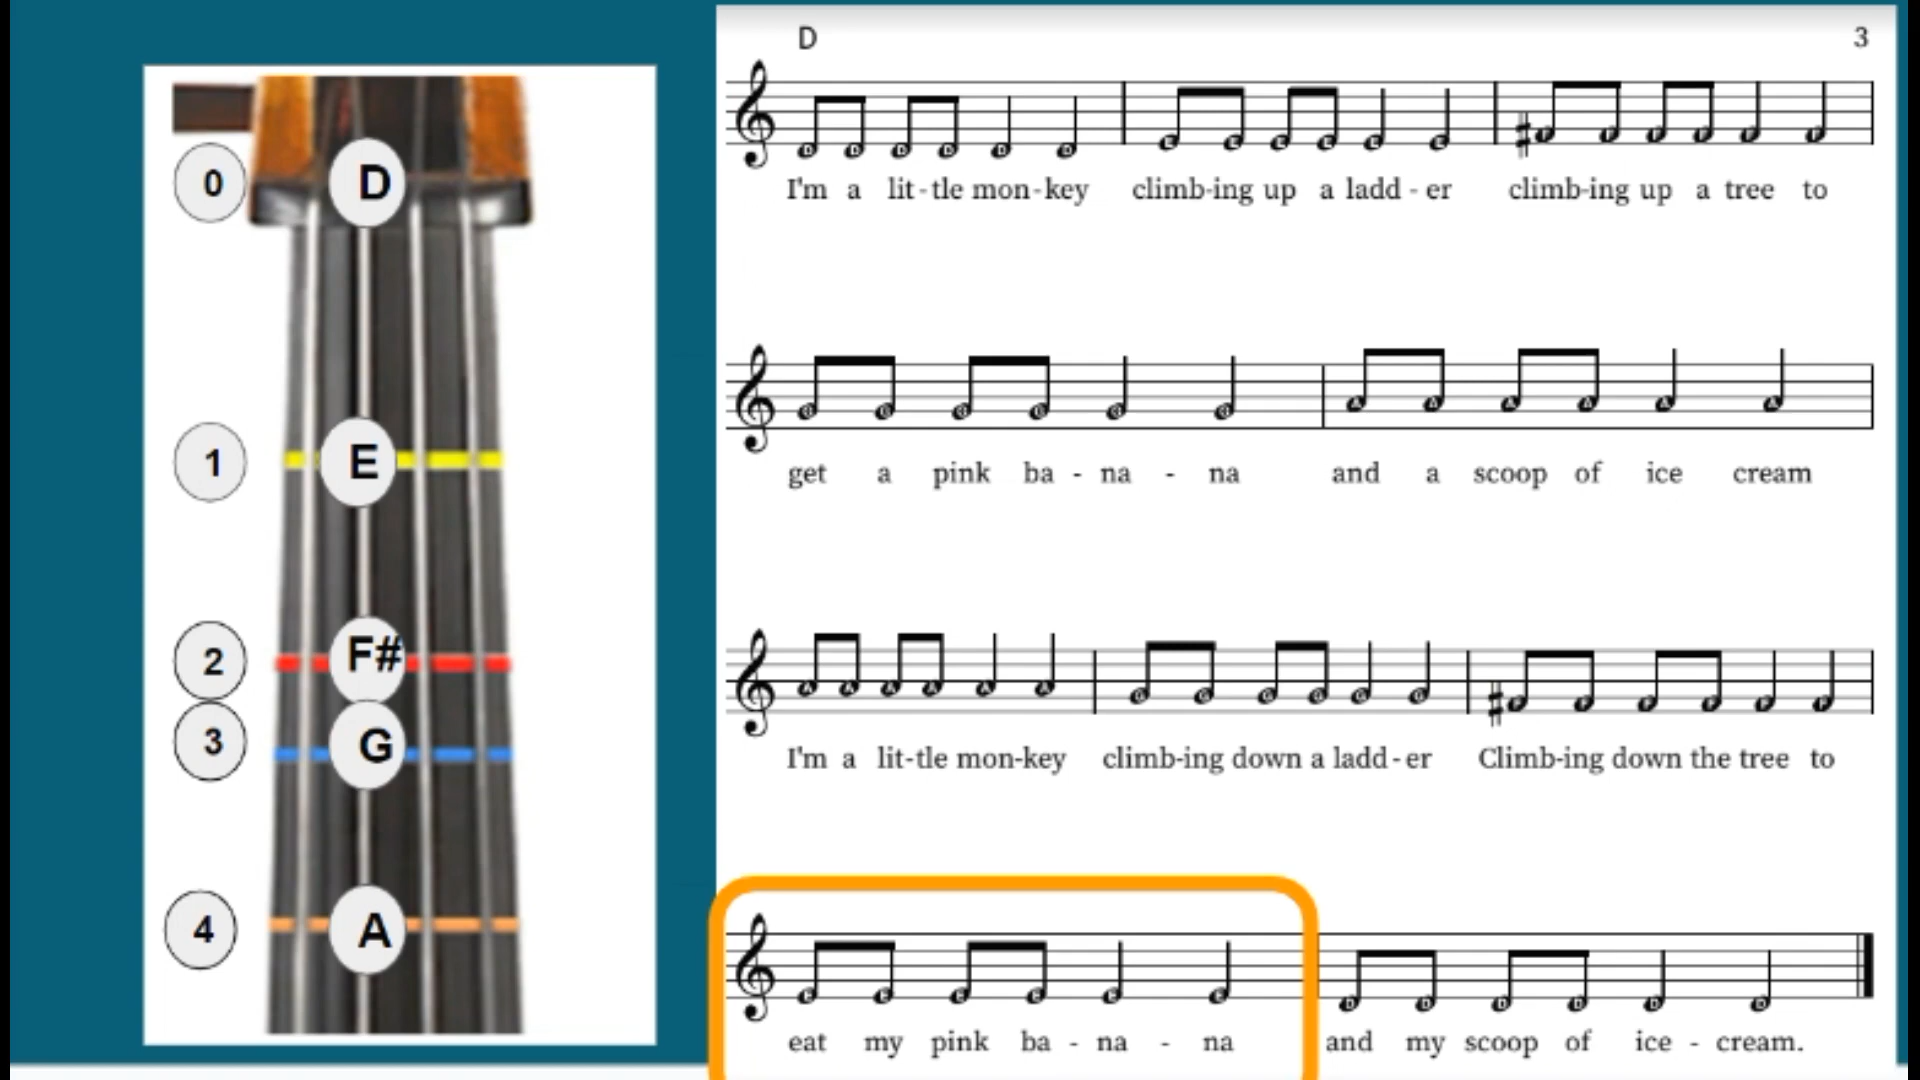 0 D
1 E
2 F#
3 G
4 A
D 3
I'm a lit-tle mon-key climb-ing up a ladd-er climb-ing up a tree to
get a pink ba-na-na and a scoop of ice cream
I'm a lit-tle mon-key climb-ing down a ladd-er Climb-ing down the tree to
eat my pink ba-na-na and my scoop of ice-cream.